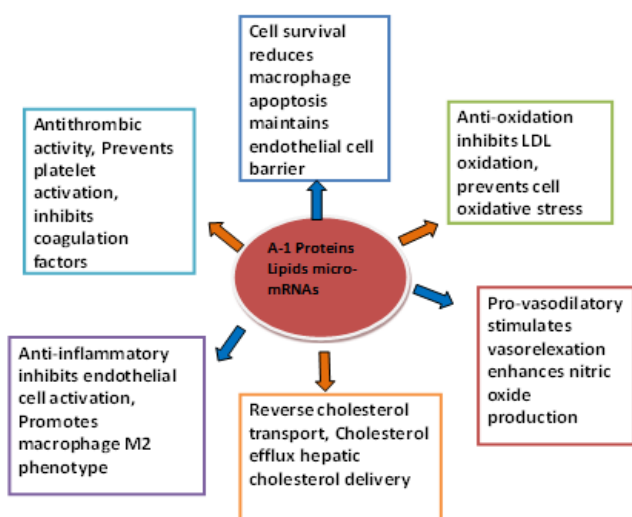 Cell survival
reduces
macrophage
apoptosis
maintains
endothelial cell
barrier
Antithrombic
activity, Prevents
platelet
activation,
inhibits
coagulation
factors
Anti-oxidation
inhibits LDL
oxidation,
prevents cell
oxidative stress
A-1 Proteins
Lipids micro-
mRNAs
Pro-vasodilatory
stimulates
vasorelexation
enhances nitric
oxide
production
Anti-inflammatory
inhibits endothelial
cell activation,
Promotes
macrophage M2
phenotype
Reverse cholesterol
transport, Cholesterol
efflux hepatic
cholesterol delivery